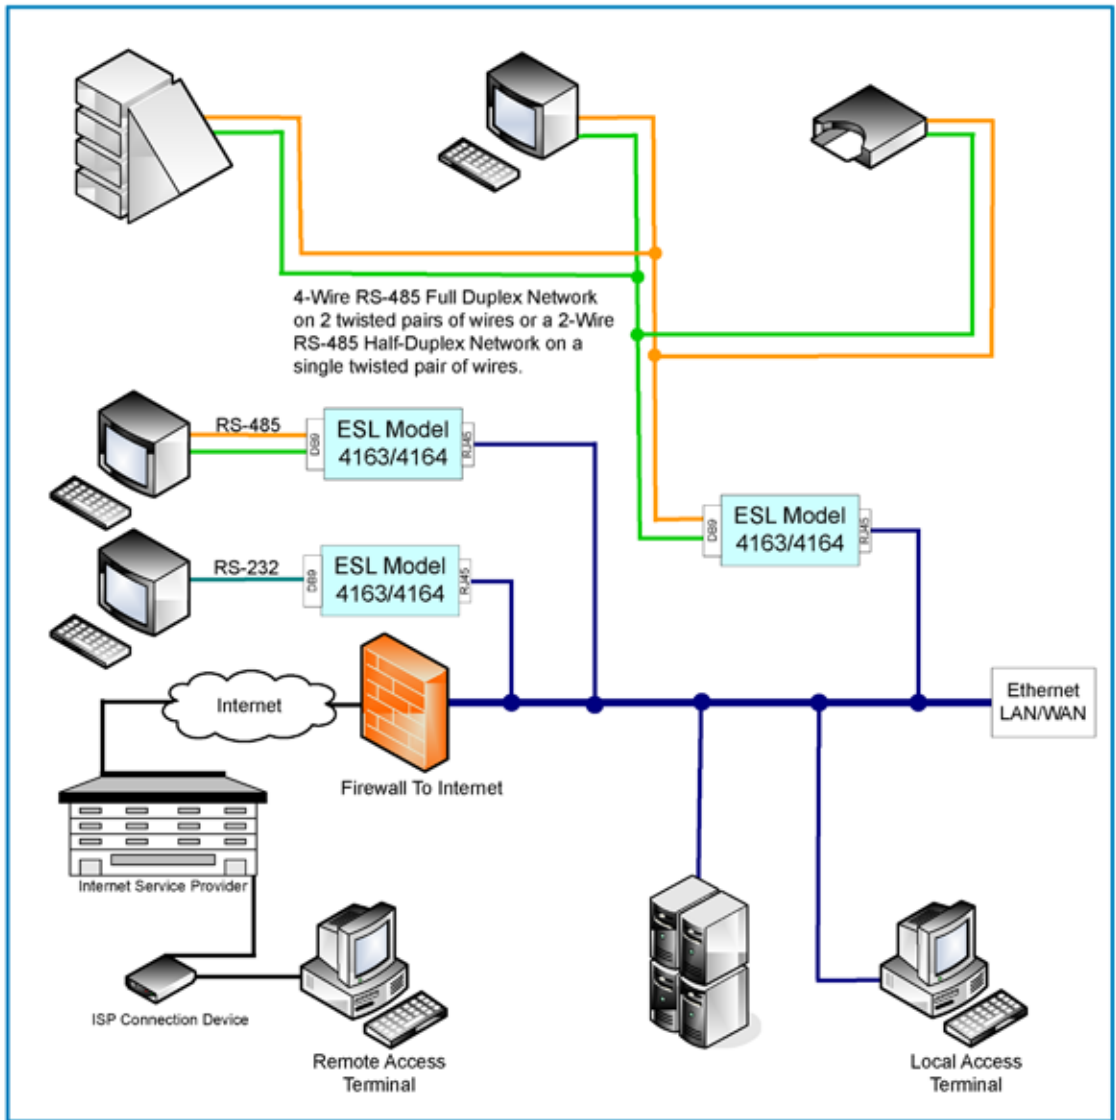 4-Wire RS-485 Full Duplex Network
on 2 twisted pairs of wires or a 2-Wire
RS-485 Half-Duplex Network on a
single twisted pair of wires.
RS-485
DB9
ESL Model
4163/4164
RJ45
DB9
ESL Model
4163/4164
RJ45
RS-232
DB9
ESL Model
4163/4164
RJ45
Internet
Ethernet
LAN/WAN
Firewall To Internet
Internet Service Provider
ISP Connection Device
Remote Access
Terminal
Local Access
Terminal